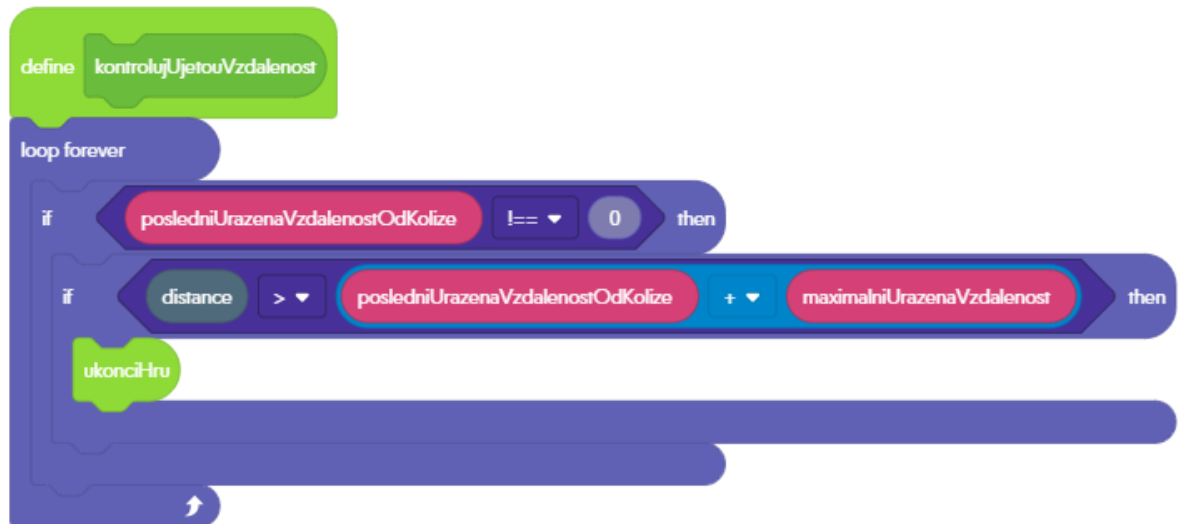 define kontrolujUjetouVzdalenost
loop forever
if posledniUrazenaVzdalenostOdKolize !== 0 then
if distance > posledniUrazenaVzdalenostOdKolize + maximalniUrazenaVzdalenost then
ukonciHru